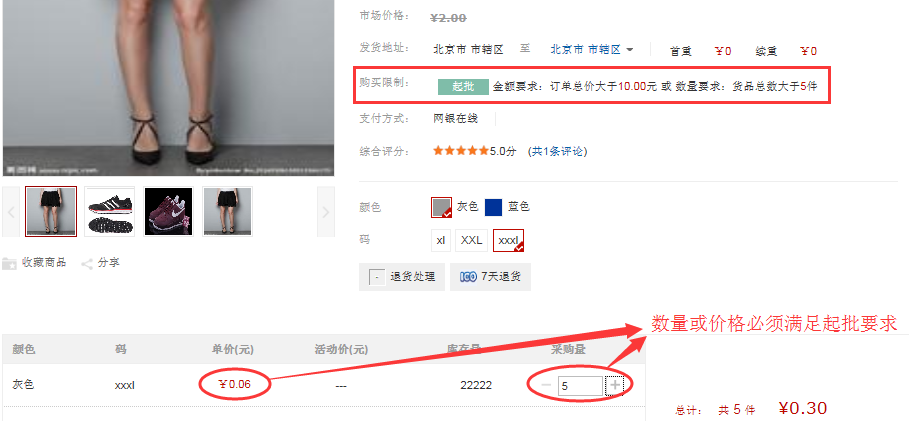 市场价格： ¥2.00
发货地址： 北京市 市辖区 至 北京市 市辖区 首重 ￥0 续重 ￥0
购买限制： 起批 金额要求：订单总价大于10.00元 或 数量要求：货品总数大于5件
支付方式： 网银在线
综合评分： 5.0分 (共1条评论)
颜色 灰色 蓝色
码 xl XXL xxxl
收藏商品 分享
- 退货处理 ICO 7天退货
数量或价格必须满足起批要求
颜色 码 单价(元) 活动价(元) 库存量 采购量
灰色 xxxl ￥0.06 --- 22222 － 5 +
总计： 共 5 件 ¥0.30